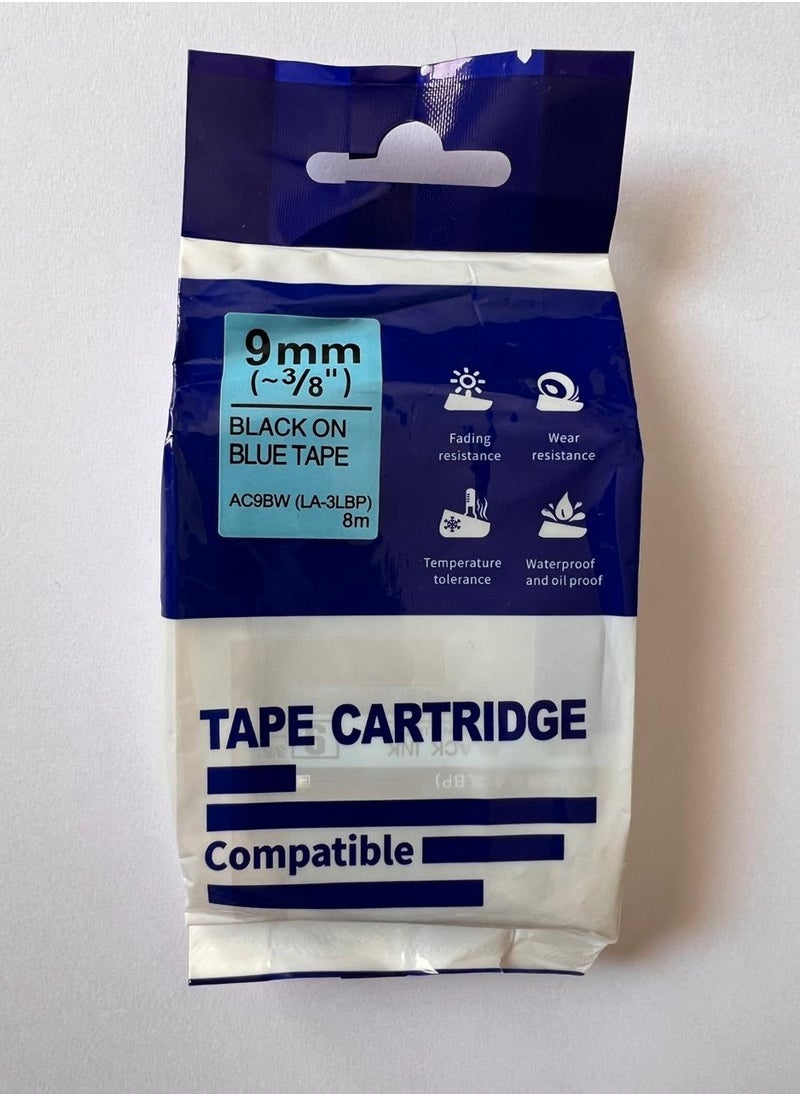 9mm
(~3/8")
BLACK ON
BLUE TAPE
AC9BW (LA-3LBP)
8m
Fading
resistance
Wear
resistance
Temperature
tolerance
Waterproof
and oil proof
TAPE CARTRIDGE
Compatible